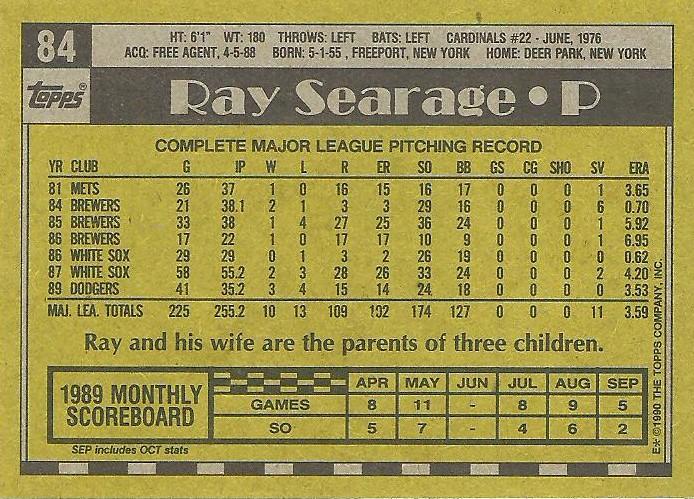 84
HT: 6'1" WT: 180 THROWS: LEFT BATS: LEFT CARDINALS #22 - JUNE, 1976
ACQ: FREE AGENT, 4-5-88 BORN: 5-1-55 , FREEPORT, NEW YORK HOME: DEER PARK, NEW YORK
TOPPS®
Ray Searage • P
COMPLETE MAJOR LEAGUE PITCHING RECORD
YR CLUB G IP W L R ER SO BB GS CG SHO SV ERA
81 METS 26 37 1 0 16 15 16 17 0 0 0 1 3.65
84 BREWERS 21 38.1 2 1 3 3 29 16 0 0 0 6 0.70
85 BREWERS 33 38 1 4 27 25 36 24 0 0 0 1 5.92
86 BREWERS 17 22 1 0 17 17 10 9 0 0 0 1 6.95
86 WHITE SOX 29 29 0 1 3 2 26 19 0 0 0 0 0.62
87 WHITE SOX 58 55.2 2 3 28 26 33 24 0 0 0 2 4.20
89 DODGERS 41 35.2 3 4 15 14 24 18 0 0 0 0 3.53
MAJ. LEA. TOTALS 225 255.2 10 13 109 102 174 127 0 0 0 11 3.59
Ray and his wife are the parents of three children.
1989 MONTHLY
SCOREBOARD
APR MAY JUN JUL AUG SEP
GAMES 8 11 - 8 9 5
SO 5 7 - 4 6 2
SEP includes OCT stats
E* ©1990 THE TOPPS COMPANY, INC.